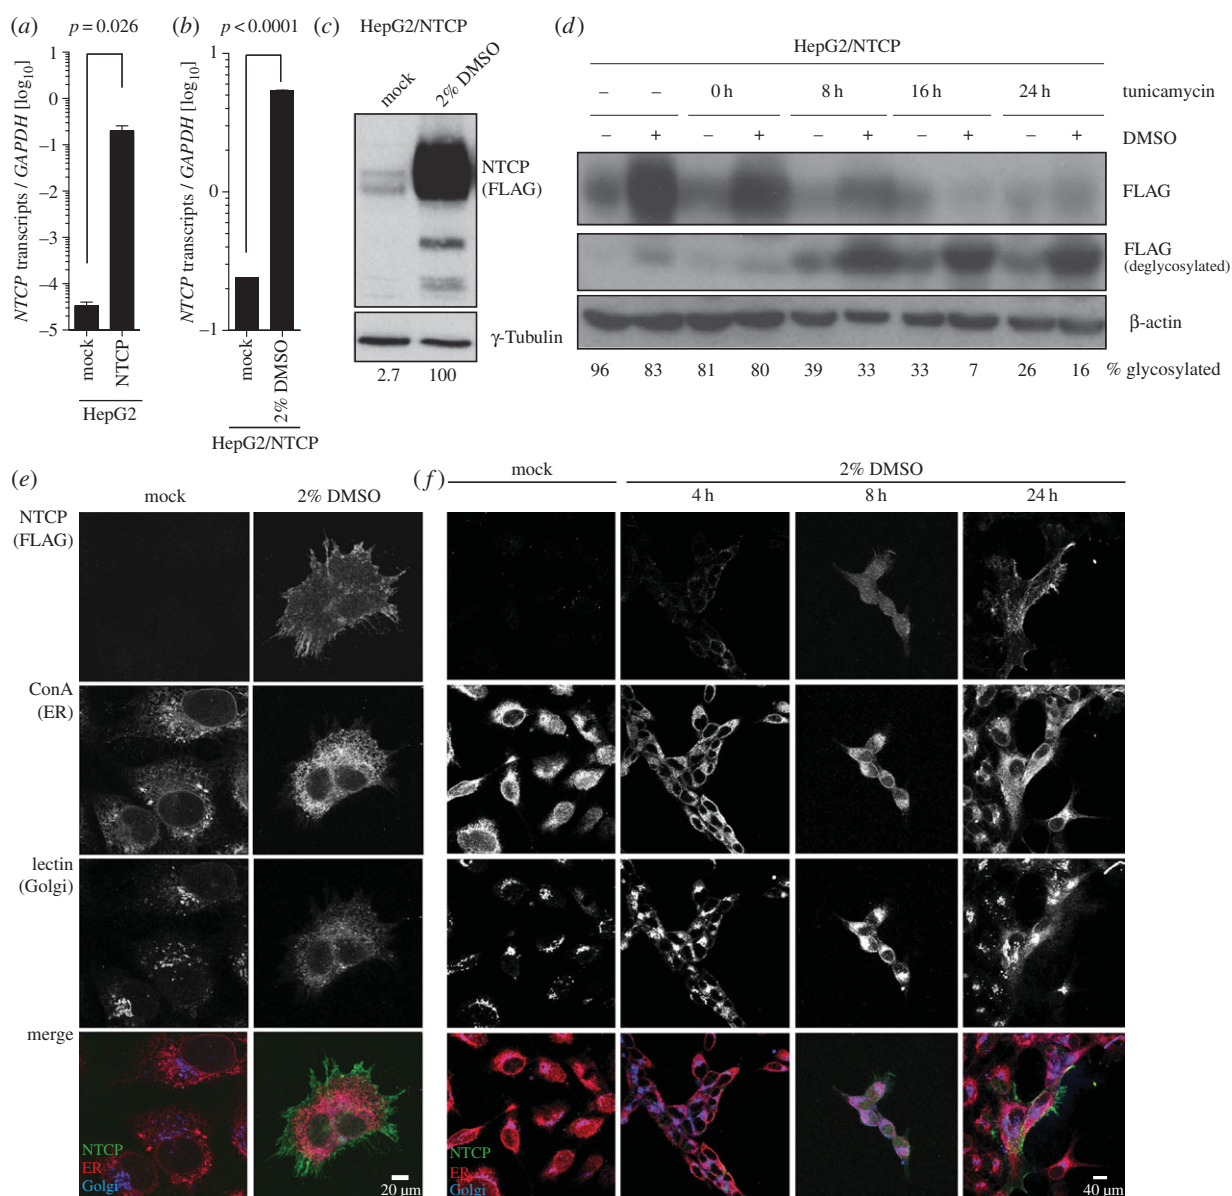 (a)
p = 0.026
NTCP transcripts / GAPDH [log10]
1
0
–1
–2
–3
–4
–5
mock
NTCP
HepG2
(b)
p < 0.0001
NTCP transcripts / GAPDH [log10]
1
0
–1
mock
2% DMSO
HepG2/NTCP
(c)
HepG2/NTCP
mock
2% DMSO
NTCP
(FLAG)
γ-Tubulin
2.7 100
(d)
HepG2/NTCP
– – 0 h 8 h 16 h 24 h tunicamycin
– + – + – + – + – + DMSO
FLAG
FLAG
(deglycosylated)
β-actin
96 83 81 80 39 33 33 7 26 16 % glycosylated
(e)
mock 2% DMSO
NTCP
(FLAG)
ConA
(ER)
lectin
(Golgi)
merge
NTCP
ER
Golgi
20 µm
(f)
mock 2% DMSO
4 h 8 h 24 h
NTCP
ER
Golgi
40 µm